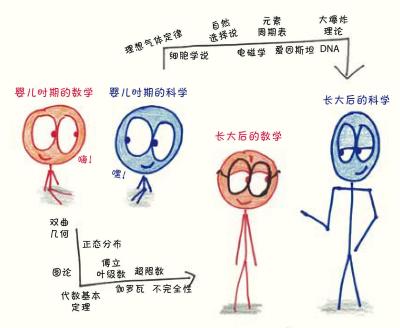 理想气体定律
自然
选择说
元素
周期表
大爆炸
理论
细胞学说
电磁学
爱因斯坦
DNA
婴儿时期的数学
婴儿时期的科学
嗨!
嘿!
长大后的数学
长大后的科学
双曲
几何
正态分布
图论
傅立
叶级数
超限数
代数基本
定理
伽罗瓦
不完全性